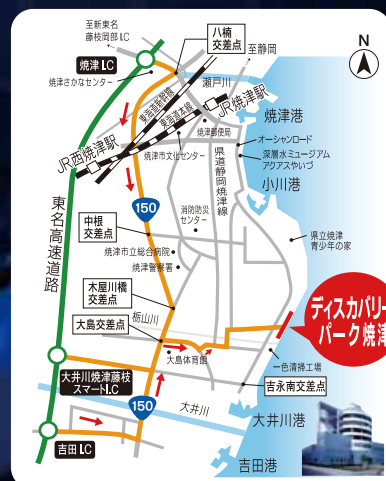 至新東名
藤枝岡部I.C
八楠
交差点
至静岡
N
焼津I.C
焼津さかなセンター
瀬戸川
東海道新幹線
東海道本線
JR焼津駅
焼津港
焼津郵便局
オーシャンロード
JR西焼津駅
焼津市文化センター
深層水ミュージアム
アクアスやいづ
県道静岡焼津線
小川港
150
東名高速道路
消防防災
センター
中根
交差点
県立焼津
青少年の家
焼津市立総合病院
焼津警察署
木屋川橋
交差点
ディスカバリー
パーク焼津
栃山川
大島交差点
大島体育館
一色清掃工場
大井川焼津藤枝
スマートI.C
吉永南交差点
150
大井川
大井川港
吉田I.C
吉田港